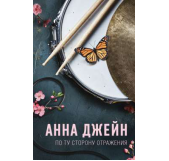 АННА ДЖЕЙН
ПО ТУ СТОРОНУ ОТРАЖЕНИЯ